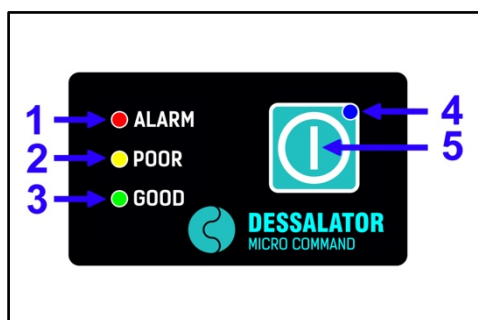 1 ALARM 4
2 POOR 5
3 GOOD
DESSALATOR
MICRO COMMAND